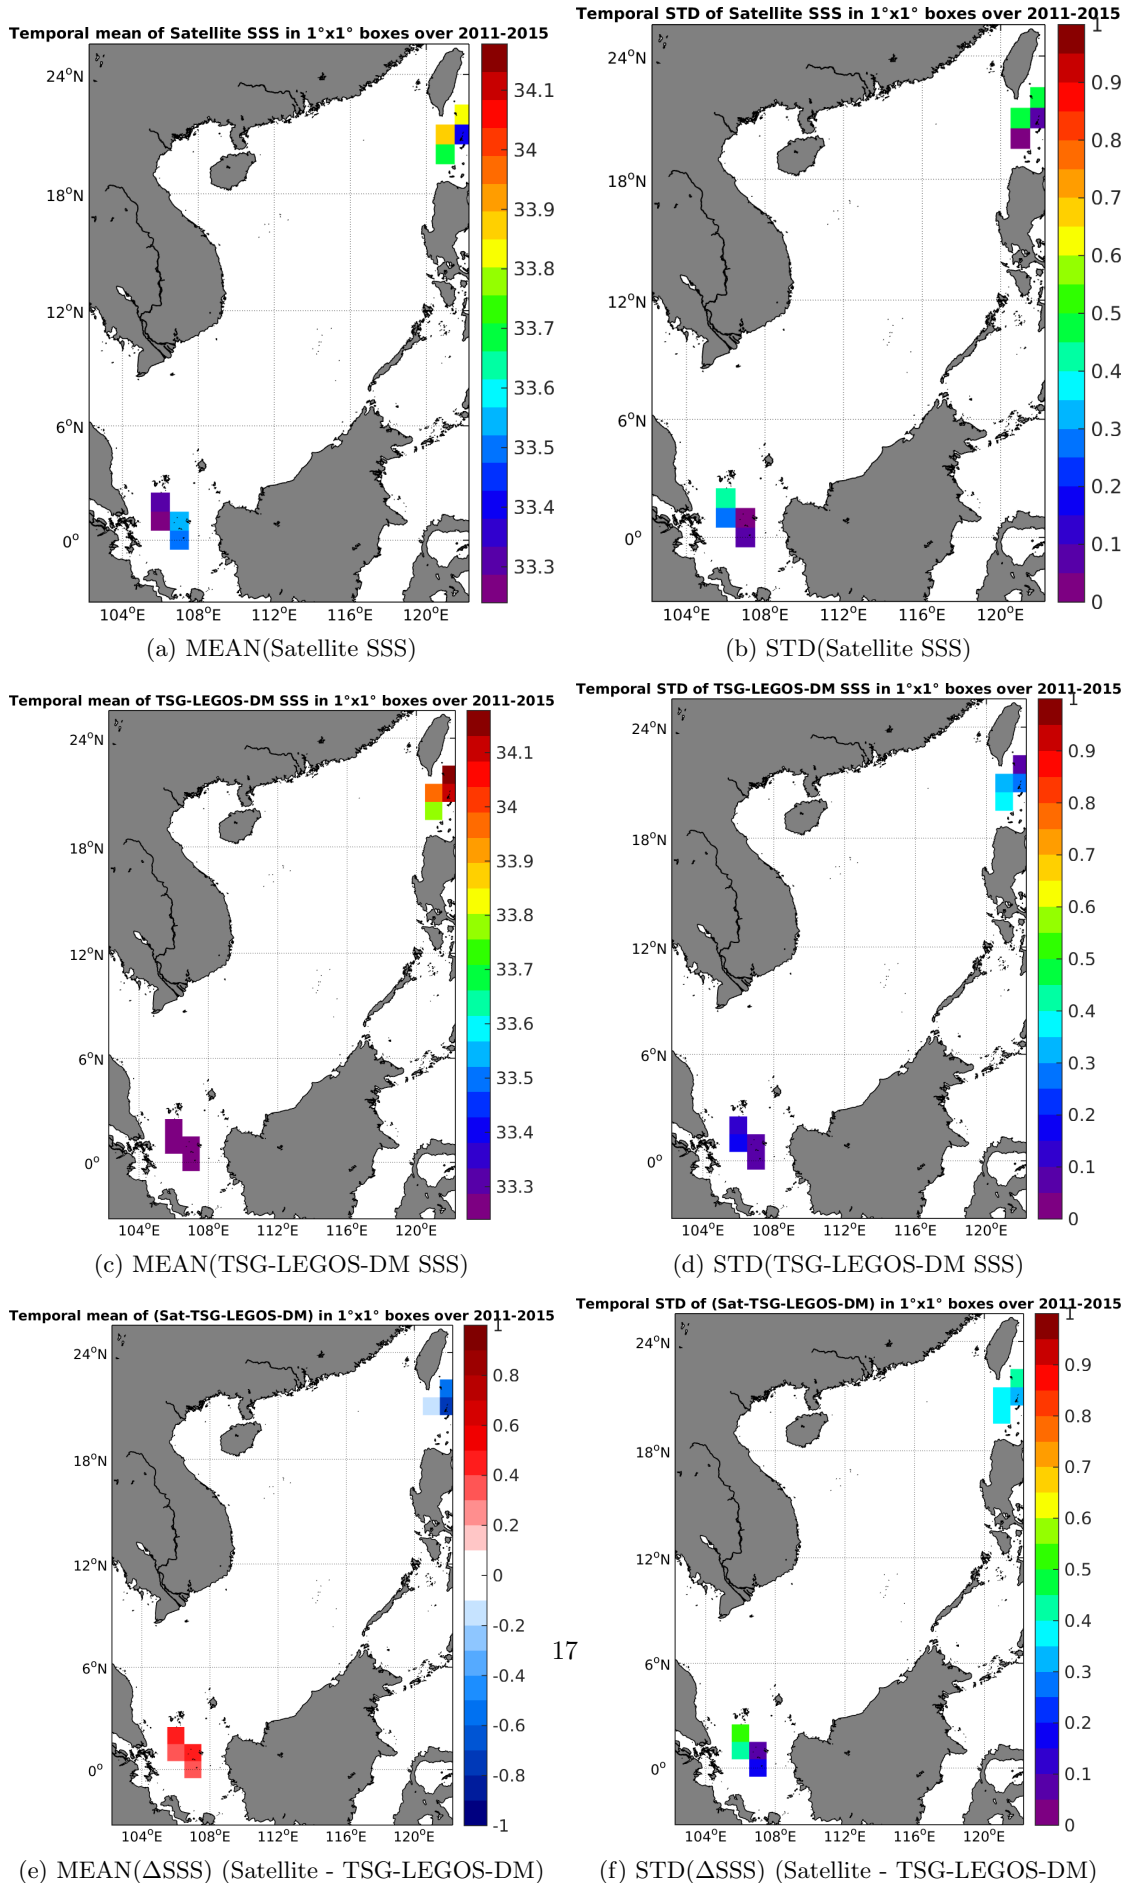 Temporal mean of Satellite SSS in 1°x1° boxes over 2011-2015
24°N
18°N
12°N
6°N
0°
104°E 108°E 112°E 116°E 120°E
34.1
34
33.9
33.8
33.7
33.6
33.5
33.4
33.3
(a) MEAN(Satellite SSS)
Temporal STD of Satellite SSS in 1°x1° boxes over 2011-2015
24°N
18°N
12°N
6°N
0°
104°E 108°E 112°E 116°E 120°E
1
0.9
0.8
0.7
0.6
0.5
0.4
0.3
0.2
0.1
0
(b) STD(Satellite SSS)
Temporal mean of TSG-LEGOS-DM SSS in 1°x1° boxes over 2011-2015
24°N
18°N
12°N
6°N
0°
104°E 108°E 112°E 116°E 120°E
34.1
34
33.9
33.8
33.7
33.6
33.5
33.4
33.3
(c) MEAN(TSG-LEGOS-DM SSS)
Temporal STD of TSG-LEGOS-DM SSS in 1°x1° boxes over 2011-2015
24°N
18°N
12°N
6°N
0°
104°E 108°E 112°E 116°E 120°E
1
0.9
0.8
0.7
0.6
0.5
0.4
0.3
0.2
0.1
0
(d) STD(TSG-LEGOS-DM SSS)
Temporal mean of (Sat-TSG-LEGOS-DM) in 1°x1° boxes over 2011-2015
24°N
18°N
12°N
6°N
0°
104°E 108°E 112°E 116°E 120°E
1
0.8
0.6
0.4
0.2
0
-0.2
-0.4
-0.6
-0.8
-1
(e) MEAN(ΔSSS) (Satellite - TSG-LEGOS-DM)
Temporal STD of (Sat-TSG-LEGOS-DM) in 1°x1° boxes over 2011-2015
24°N
18°N
12°N
6°N
0°
104°E 108°E 112°E 116°E 120°E
1
0.9
0.8
0.7
0.6
0.5
0.4
0.3
0.2
0.1
0
(f) STD(ΔSSS) (Satellite - TSG-LEGOS-DM)
17